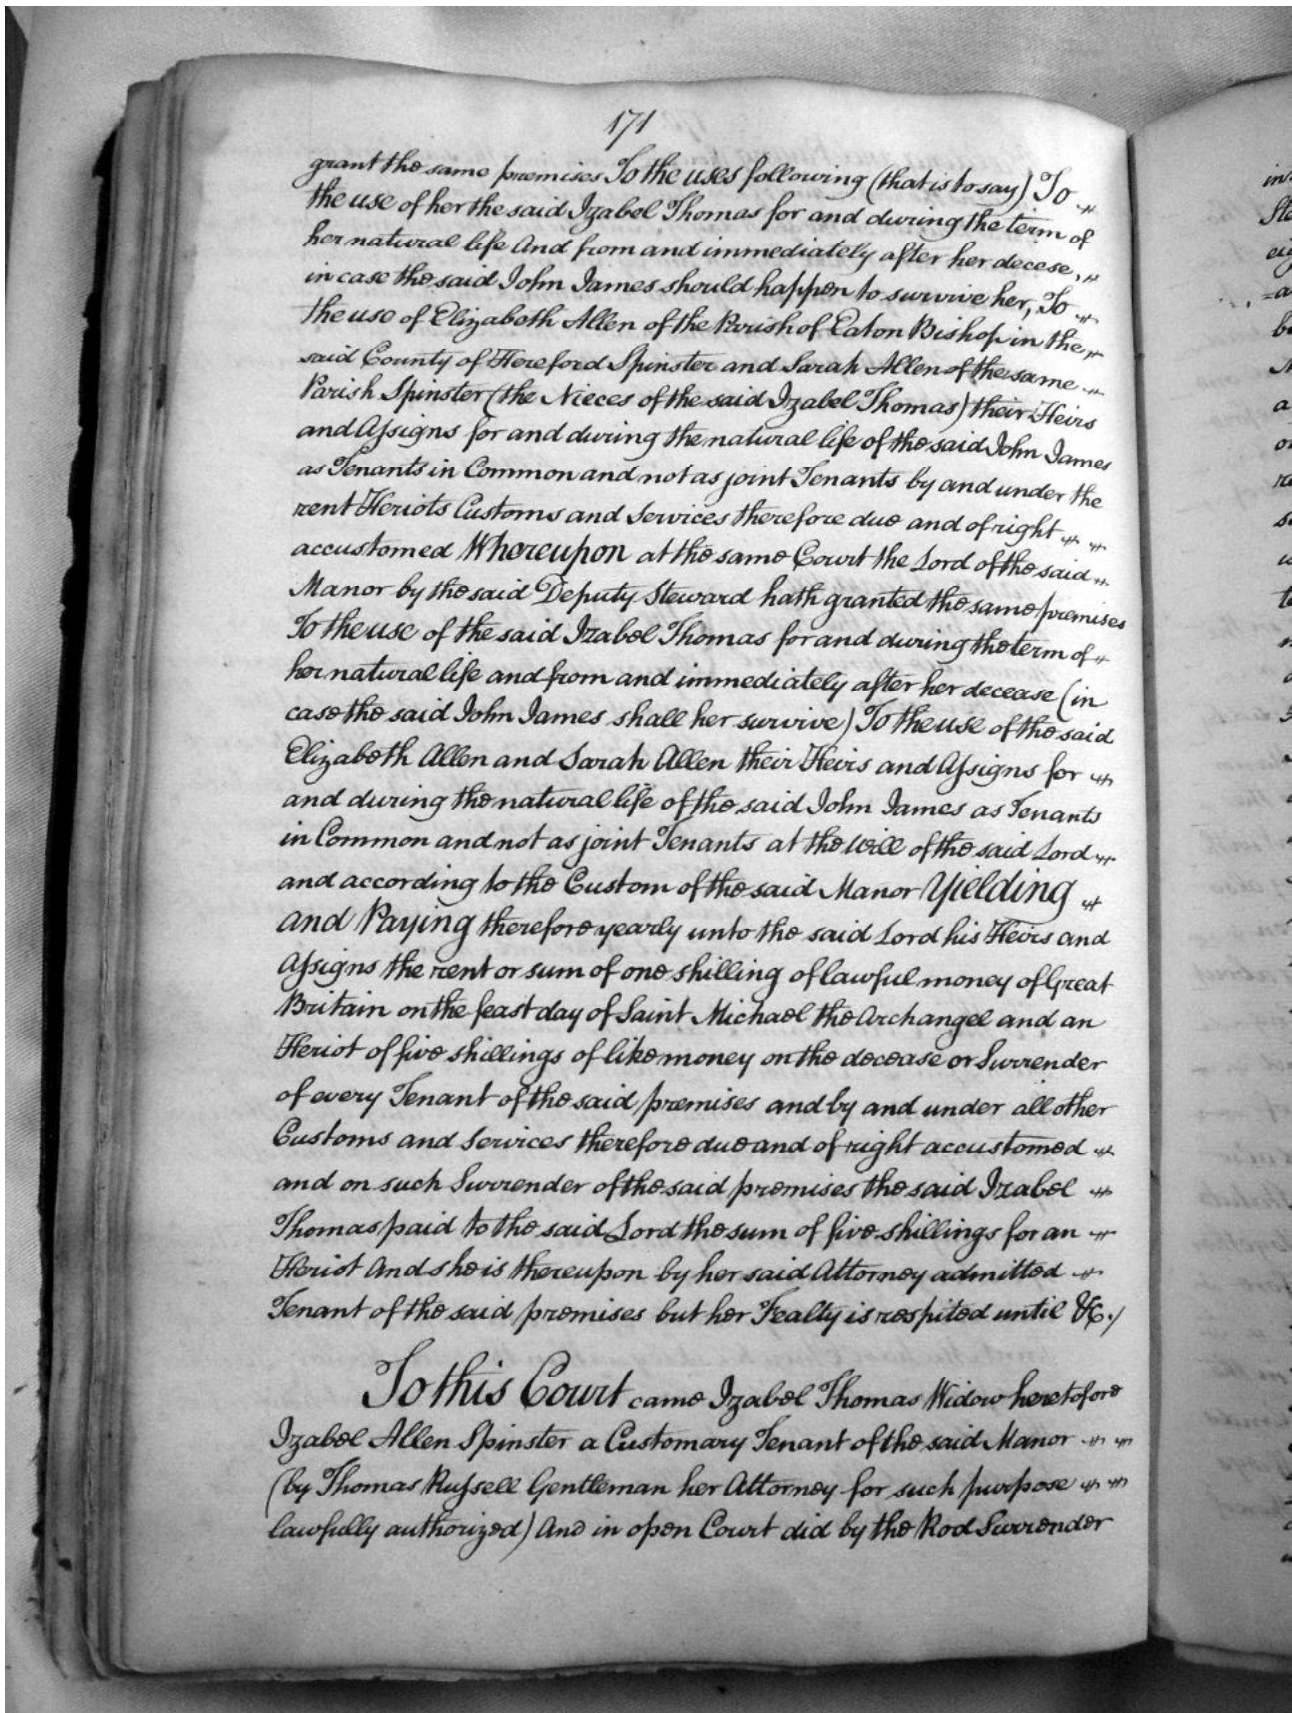 171
grant the same premises To the uses following (that is to say) To
the use of her the said Izabel Thomas for and during the term of
her natural life And from and immediately after her decese,
in case the said John James should happen to survive her, To
the use of Elizabeth Allen of the Parish of Eaton Bishop in the
said County of Hereford Spinster and Sarah Allen of the same
Parish Spinster (the Nieces of the said Izabel Thomas) their Heirs
and Assigns for and during the natural life of the said John James
as Tenants in Common and not as joint Tenants by and under the
rent Heriots Customs and Services therefore due and of right
accustomed Whereupon at the same Court the Lord of the said
Manor by the said Deputy Steward hath granted the same premises
To the use of the said Izabel Thomas for and during the term of
her natural life and from and immediately after her decease (in
case the said John James shall her survive) To the use of the said
Elizabeth Allen and Sarah Allen their Heirs and Assigns for
and during the natural life of the said John James as Tenants
in Common and not as joint Tenants at the Will of the said Lord
and according to the Custom of the said Manor Yielding
and Paying therefore yearly unto the said Lord his Heirs and
Assigns the rent or sum of one shilling of lawful money of Great
Britain on the feast day of Saint Michael the Archangel and an
Heriot of five shillings of like money on the decease or Surrender
of every Tenant of the said premises and by and under all other
Customs and Services therefore due and of right accustomed
and on such Surrender of the said premises the said Izabel
Thomas paid to the said Lord the sum of five shillings for an
Heriot And she is thereupon by her said Attorney admitted
Tenant of the said premises but her Fealty is respited until &c.)
To this Court came Izabel Thomas Widow heretofore
Izabel Allen Spinster a Customary Tenant of the said Manor
(by Thomas Russell Gentleman her Attorney for such purpose
lawfully authorized) And in open Court did by the Rod Surrender